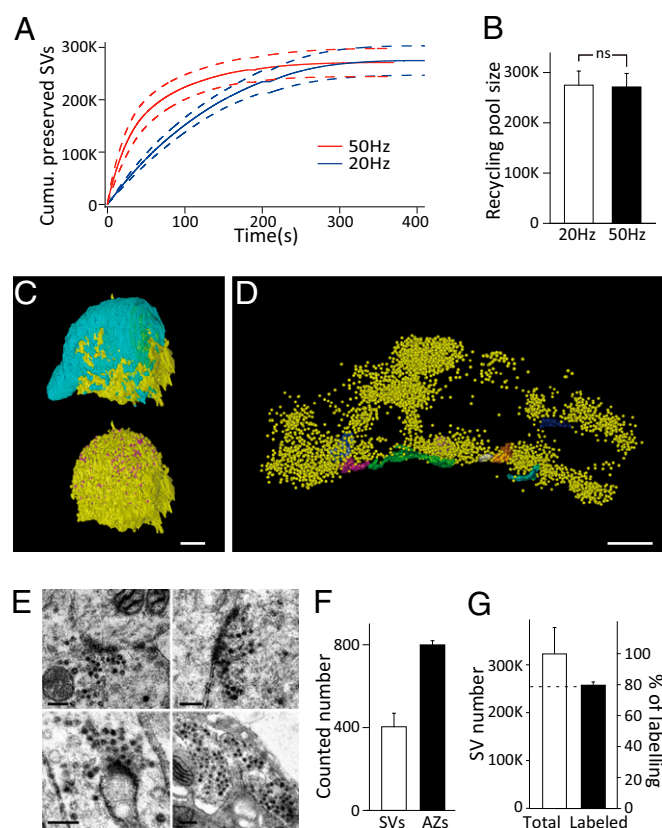 A
Cumu. preserved SVs
300K
200K
100K
0
0
100
200
300
400
Time(s)
50Hz
20Hz
B
Recycling pool size
300K
200K
100K
0
ns
20Hz
50Hz
C
D
E
F
Counted number
800
400
0
SVs
AZs
G
SV number
300K
200K
100K
0
100
80
60
40
20
0
% of labelling
Total
Labeled